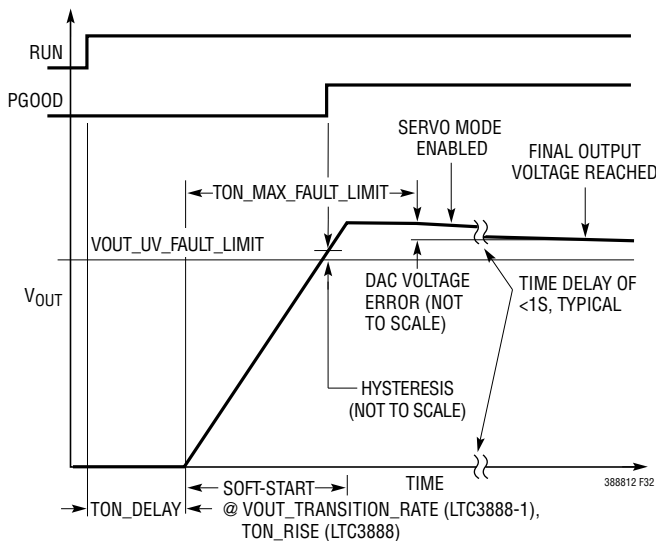 RUN
PGOOD
SERVO MODE
ENABLED
FINAL OUTPUT
VOLTAGE REACHED
TON_MAX_FAULT_LIMIT
VOUT_UV_FAULT_LIMIT
VOUT
DAC VOLTAGE
ERROR (NOT
TO SCALE)
TIME DELAY OF
<1S, TYPICAL
HYSTERESIS
(NOT TO SCALE)
TIME
388812 F32
TON_DELAY
SOFT-START
@ VOUT_TRANSITION_RATE (LTC3888-1),
TON_RISE (LTC3888)